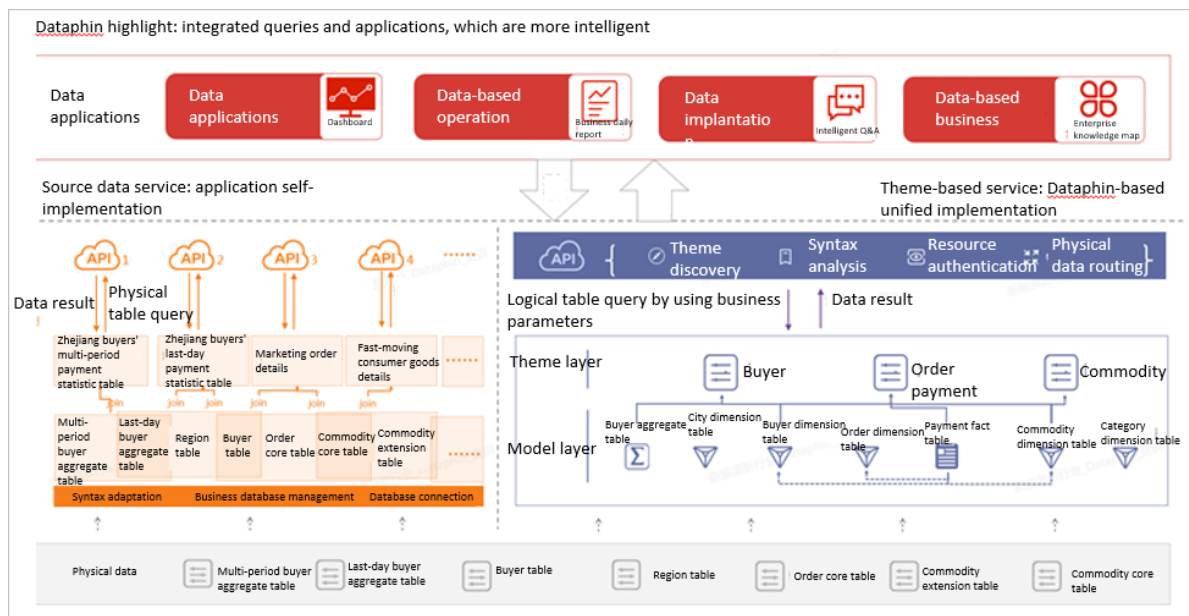 Dataphin highlight: integrated queries and applications, which are more intelligent
Data
applications
Data
applications
Dashboard
Data-based
operation
Business daily
report
Data
implantatio
Intelligent Q&A
Data-based
business
Enterprise
knowledge map
Source data service: application self-
implementation
Theme-based service: Dataphin-based
unified implementation
API 1
API 2
API 3
API 4
......
Data result
Physical
table query
API
{
Theme
discovery
Syntax
analysis
Resource
authentication
Physical
data routing
}
Logical table query by using business
parameters
Data result
Zhejiang buyers'
multi-period
payment
statistic table
Zhejiang buyers'
last-day
payment
statistic table
Marketing order
details
Fast-moving
consumer goods
details
......
join
join
join
join
join
Multi-
period
buyer
aggregate
table
Last-day
buyer
aggregate
table
Region
table
Buyer
table
Order
core table
Commodity
core table
Commodity
extension
table
......
Syntax adaptation
Business database management
Database connection
Theme layer
Buyer
Order
payment
Commodity
Model layer
Buyer aggregate
table
City dimension
table
Buyer dimension
table
Order dimension
table
Payment fact
table
Commodity
dimension table
Category
dimension table
Physical data
Multi-period buyer
aggregate table
Last-day buyer
aggregate table
Buyer table
Region table
Order core table
Commodity
extension table
Commodity core
table